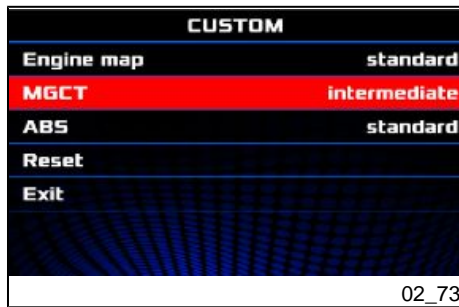 CUSTOM
Engine map standard
MGCT intermediate
ABS standard
Reset
Exit
02_73